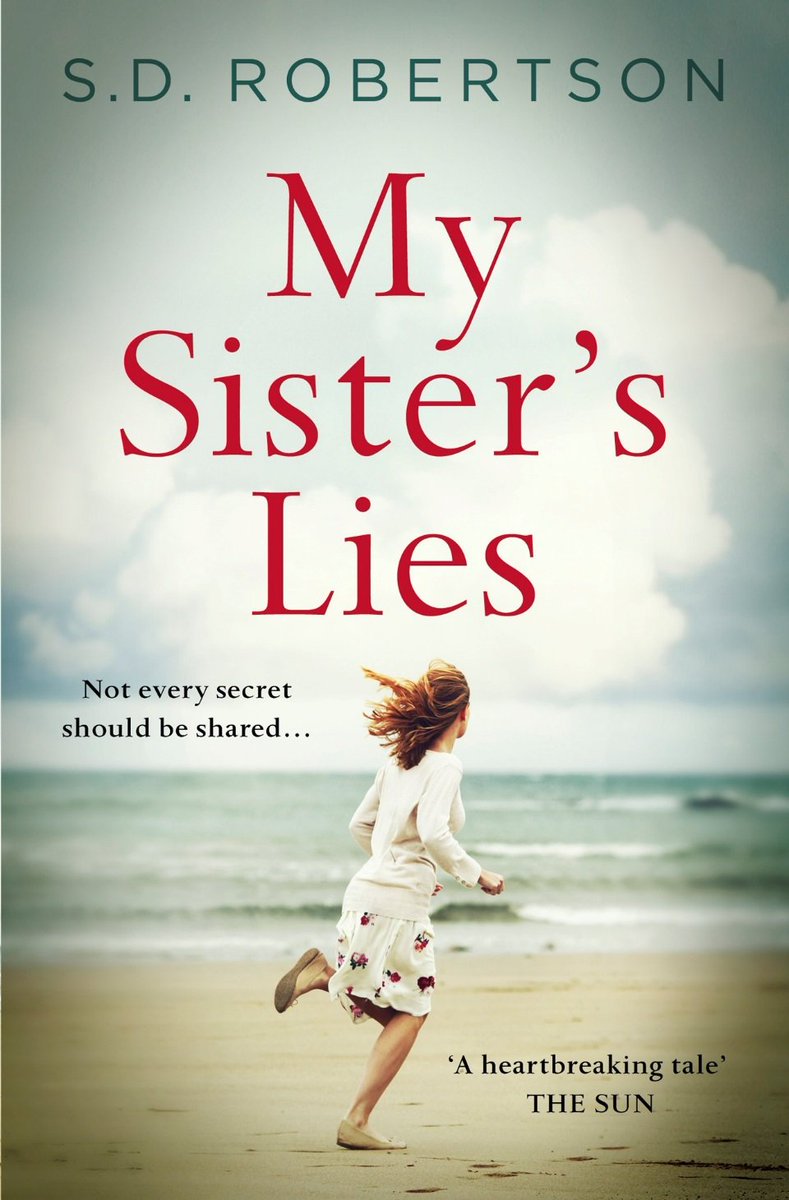 S.D. ROBERTSON
My
Sister’s
Lies
Not every secret
should be shared…
‘A heartbreaking tale’
THE SUN